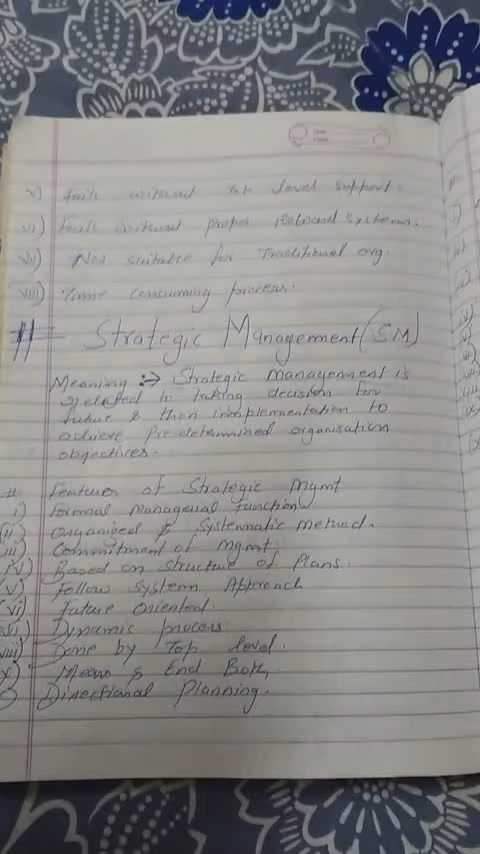 v) fails without top level support.
vi) fails without proper Reward systems.
vii) Not suitable for Traditional org.
viii) Time consuming process.
# Strategic Management (SM)
Meaning :-> Strategic management is
related to taking decision for
future & then implementation to
achieve Pre-determined organisation
objectives.
# Features of Strategic Mgmt
i) Formal managerial function
ii) Organized & Systematic method.
iii) Commitment of mgmt.
iv) Based on structure of Plans.
v) Follow System Approach
vi) Future Oriented.
vii) Dynamic process
viii) Done by Top level.
x) Means & End Both
Directional Planning.